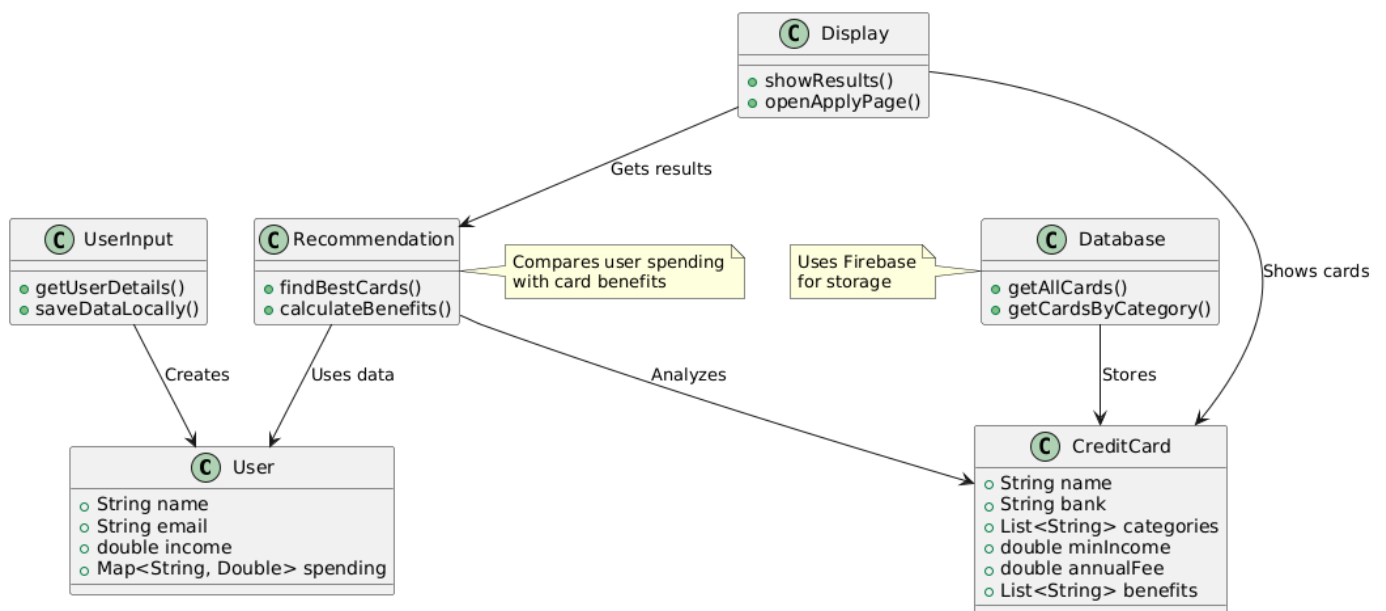 C Display
showResults()
openApplyPage()
Gets results
Shows cards
C UserInput
getUserDetails()
saveDataLocally()
C Recommendation
findBestCards()
calculateBenefits()
Compares user spending
with card benefits
Uses Firebase
for storage
C Database
getAllCards()
getCardsByCategory()
Creates
Uses data
Analyzes
Stores
C User
String name
String email
double income
Map<String, Double> spending
C CreditCard
String name
String bank
List<String> categories
double minIncome
double annualFee
List<String> benefits